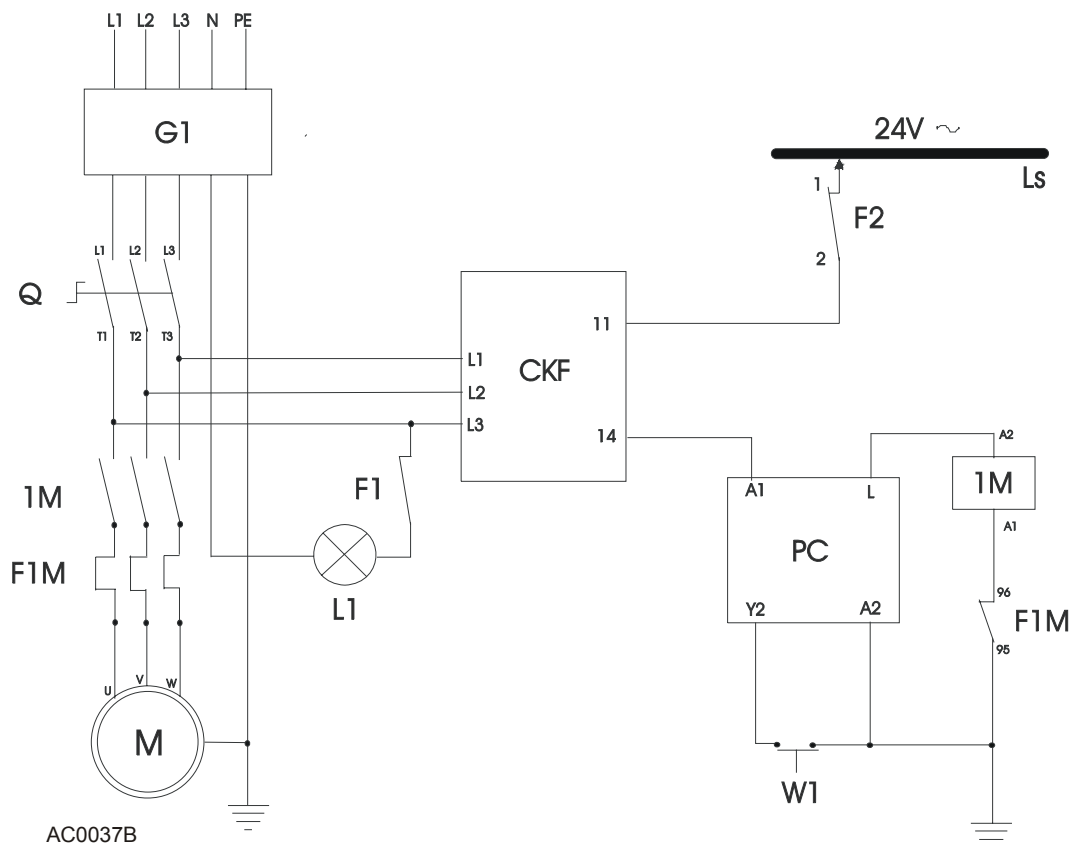 L1 L2 L3 N PE
G1
24V ~
Ls
1
F2
2
L1 L2 L3
Q
T1 T2 T3
11
CKF
L1
L2
L3
14
1M
F1
F1M
L1
A1 L
PC
Y2 A2
A2
1M
A1
96
F1M
95
U V W
M
W1
AC0037B